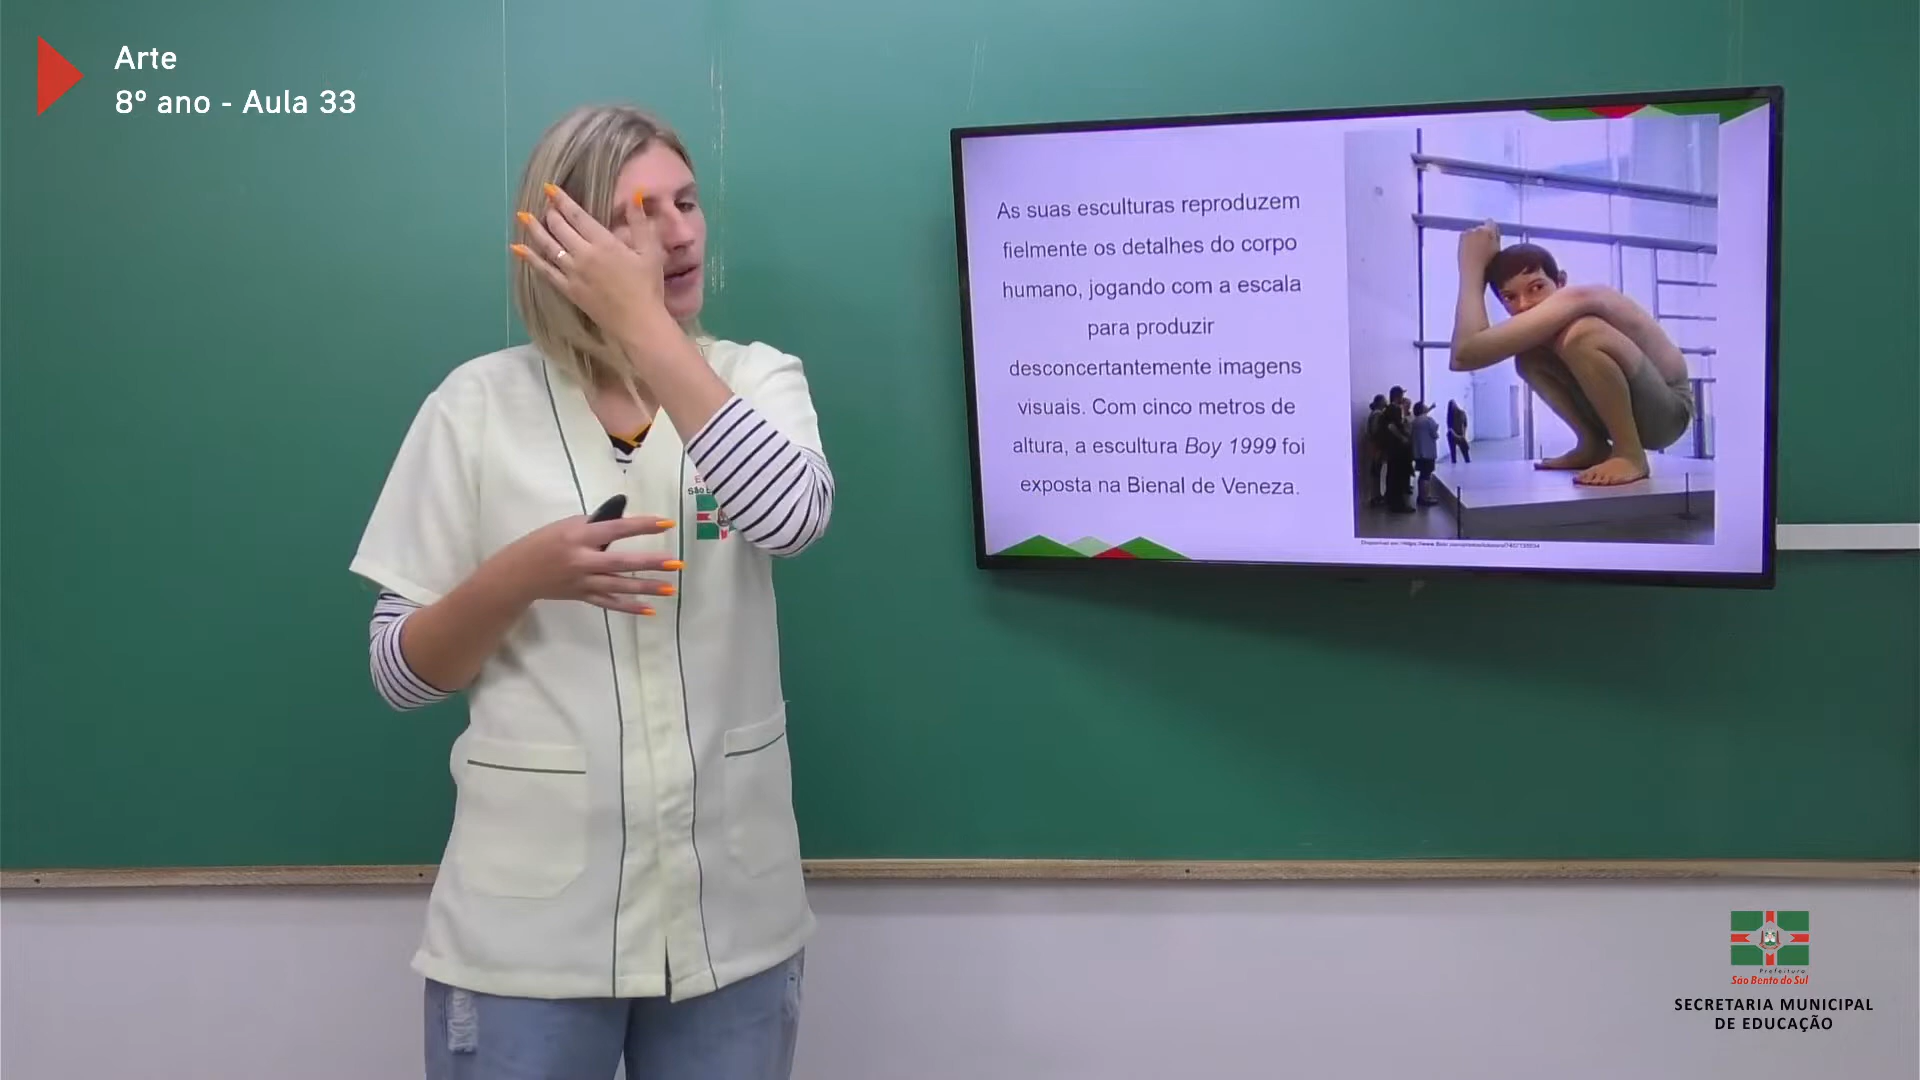 Arte
8º ano - Aula 33
As suas esculturas reproduzem
fielmente os detalhes do corpo
humano, jogando com a escala
para produzir
desconcertantemente imagens
visuais. Com cinco metros de
altura, a escultura Boy 1999 foi
exposta na Bienal de Veneza.
Prefeitura
São Bento do Sul
SECRETARIA MUNICIPAL
DE EDUCAÇÃO